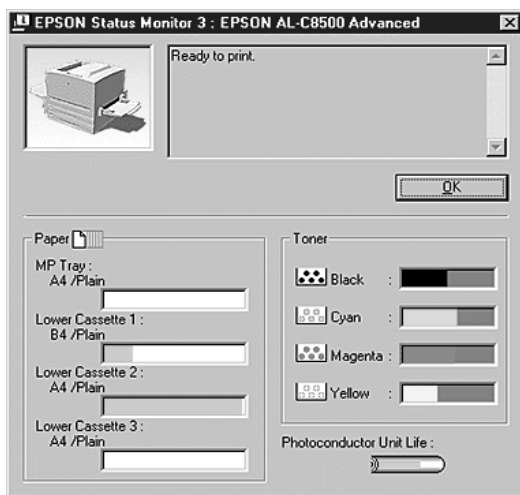 EPSON Status Monitor 3 : EPSON AL-C8500 Advanced
Ready to print.
OK
Paper
MP Tray :
A4 /Plain
Lower Cassette 1 :
B4 /Plain
Lower Cassette 2 :
A4 /Plain
Lower Cassette 3 :
A4 /Plain
Toner
Black :
Cyan :
Magenta :
Yellow :
Photoconductor Unit Life :